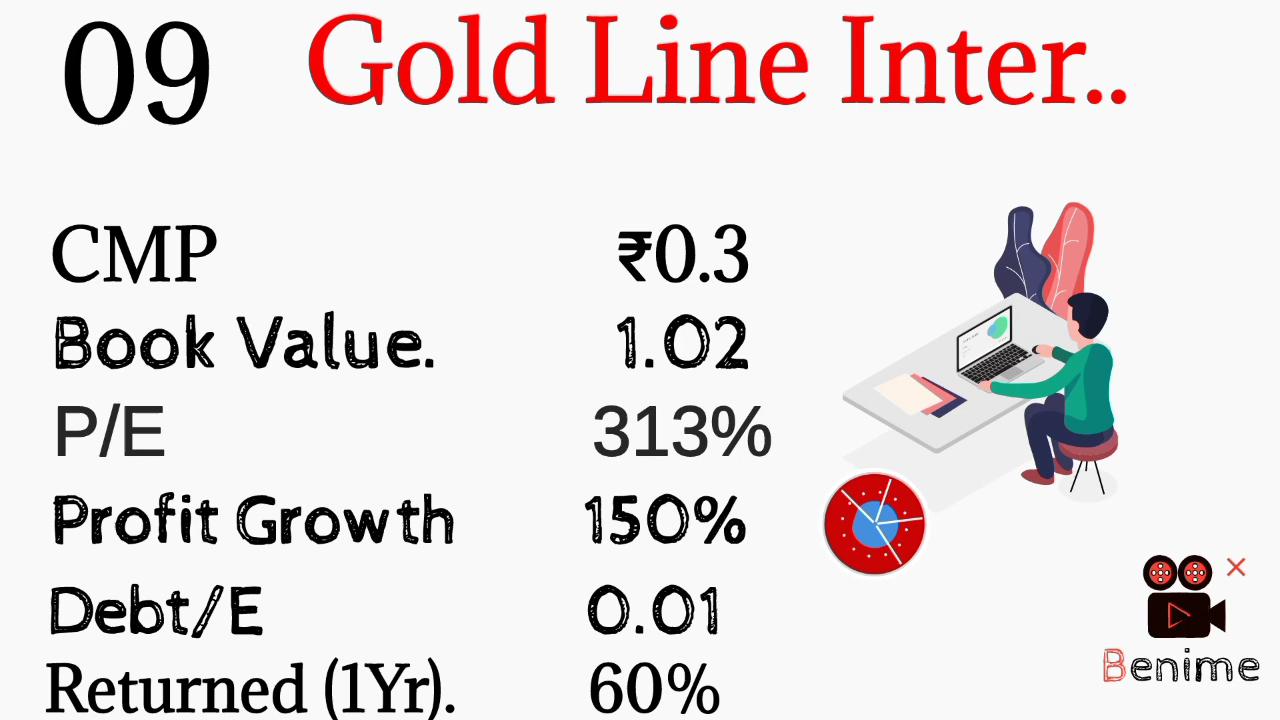 09 Gold Line Inter..
CMP ₹0.3
Book Value. 1.02
P/E 313%
Profit Growth 150%
Debt/E 0.01
Returned (1Yr). 60%
Benime